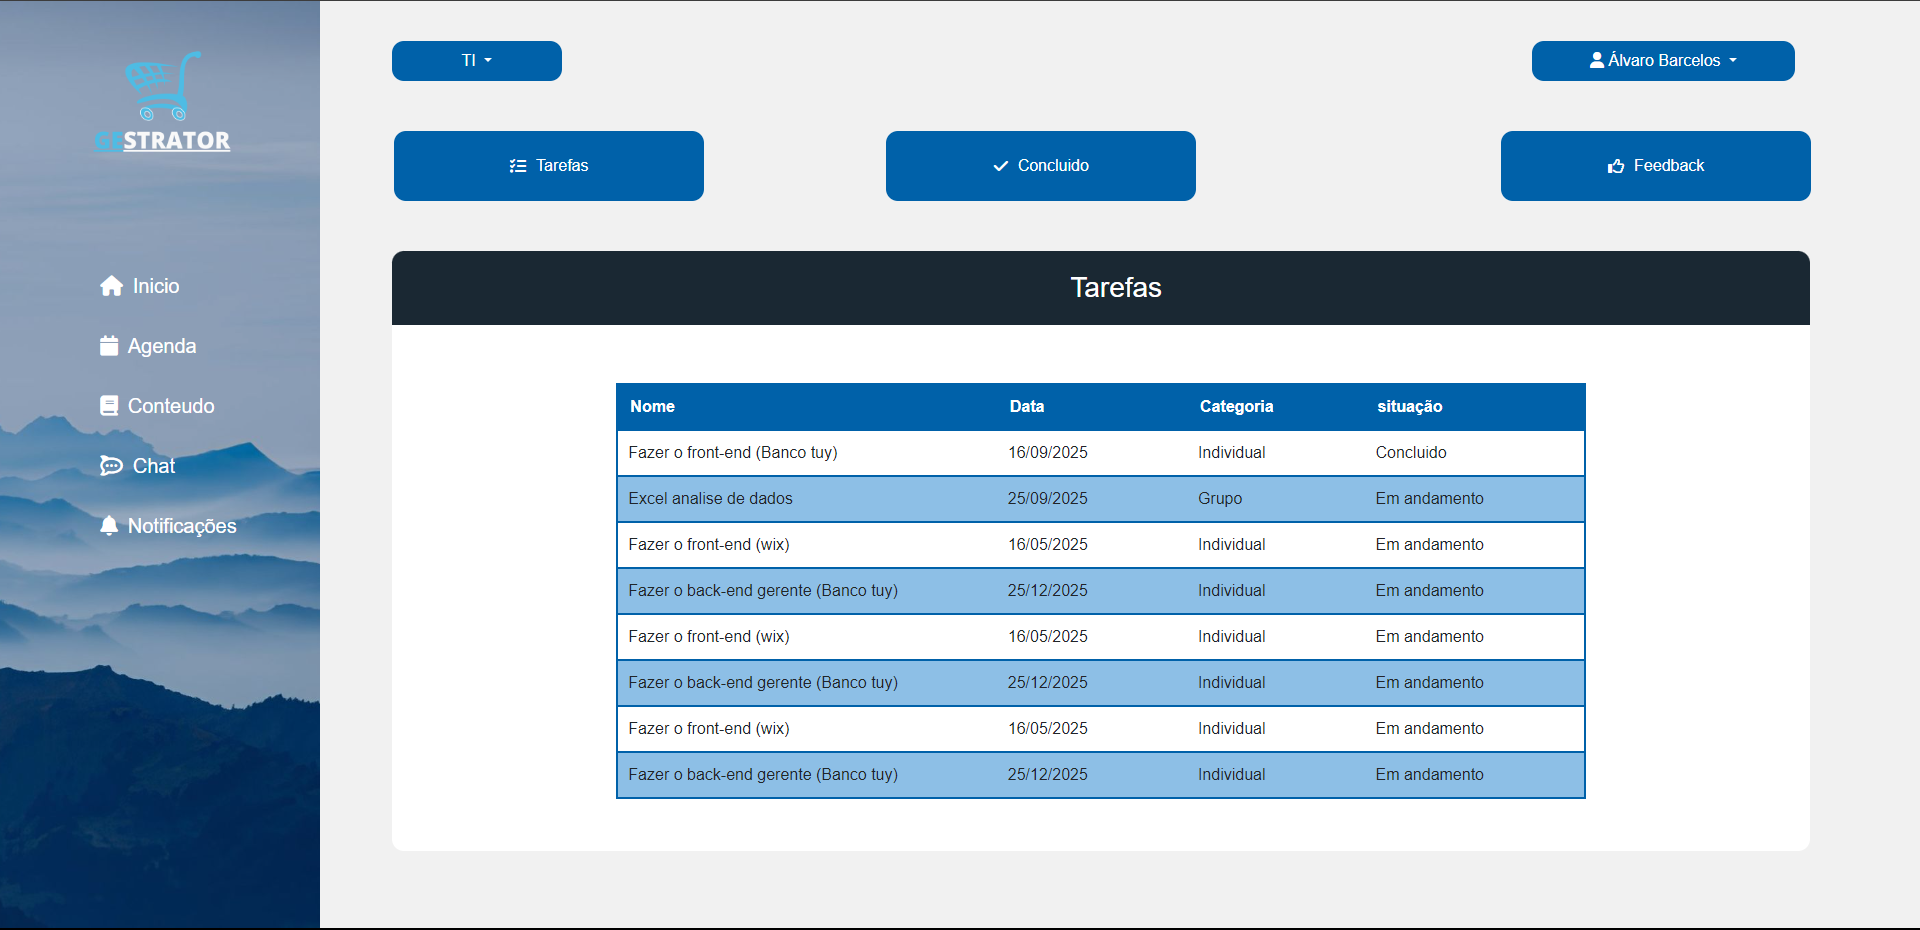 GESTRATOR
Inicio
Agenda
Conteudo
Chat
Notificações
TI
Álvaro Barcelos
Tarefas
Concluido
Feedback
Tarefas
Nome Data Categoria situação
Fazer o front-end (Banco tuy) 16/09/2025 Individual Concluido
Excel analise de dados 25/09/2025 Grupo Em andamento
Fazer o front-end (wix) 16/05/2025 Individual Em andamento
Fazer o back-end gerente (Banco tuy) 25/12/2025 Individual Em andamento
Fazer o front-end (wix) 16/05/2025 Individual Em andamento
Fazer o back-end gerente (Banco tuy) 25/12/2025 Individual Em andamento
Fazer o front-end (wix) 16/05/2025 Individual Em andamento
Fazer o back-end gerente (Banco tuy) 25/12/2025 Individual Em andamento